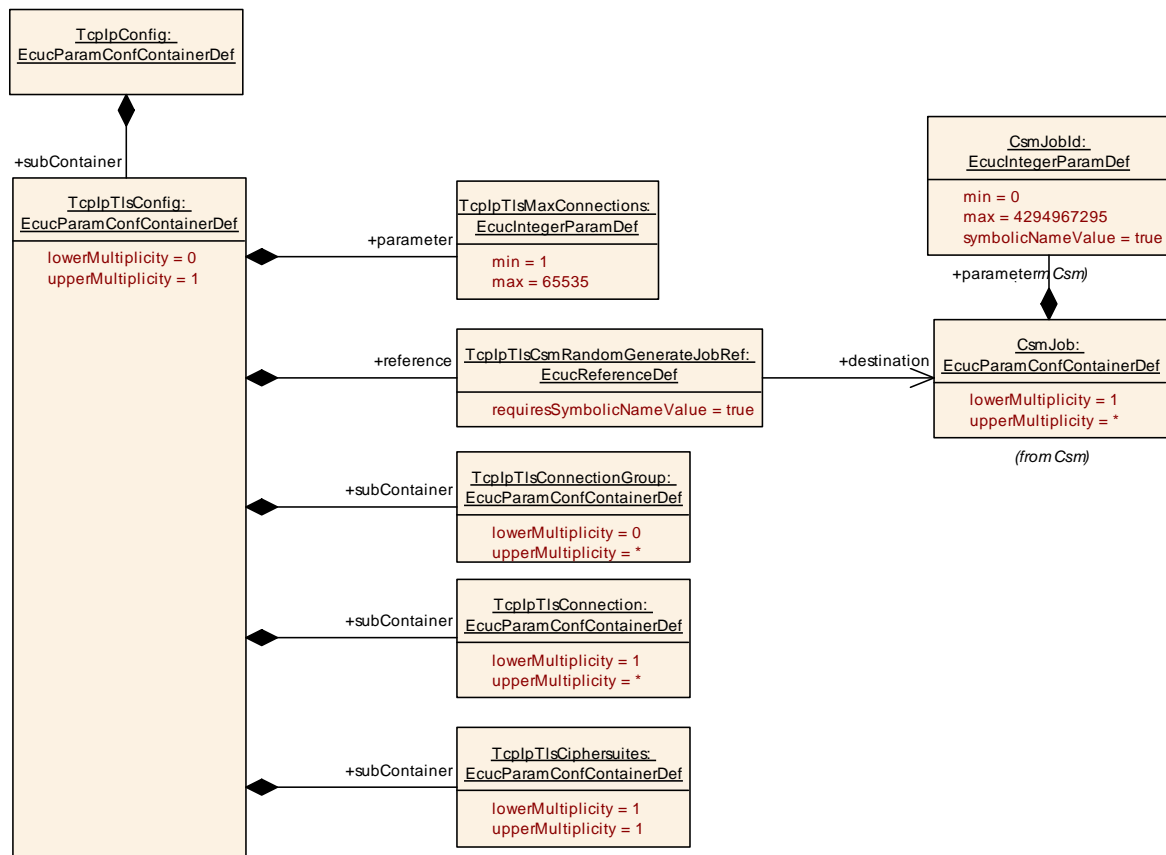 TcpIpConfig:
EcucParamConfContainerDef
+subContainer
TcpIpTlsConfig:
EcucParamConfContainerDef
lowerMultiplicity = 0
upperMultiplicity = 1
+parameter
TcpIpTlsMaxConnections:
EcucIntegerParamDef
min = 1
max = 65535
+reference
TcpIpTlsCsmRandomGenerateJobRef:
EcucReferenceDef
requiresSymbolicNameValue = true
+destination
CsmJobId:
EcucIntegerParamDef
min = 0
max = 4294967295
symbolicNameValue = true
+parameter
m Csm)
CsmJob:
EcucParamConfContainerDef
lowerMultiplicity = 1
upperMultiplicity = *
(from Csm)
+subContainer
TcpIpTlsConnectionGroup:
EcucParamConfContainerDef
lowerMultiplicity = 0
upperMultiplicity = *
+subContainer
TcpIpTlsConnection:
EcucParamConfContainerDef
lowerMultiplicity = 1
upperMultiplicity = *
+subContainer
TcpIpTlsCiphersuites:
EcucParamConfContainerDef
lowerMultiplicity = 1
upperMultiplicity = 1